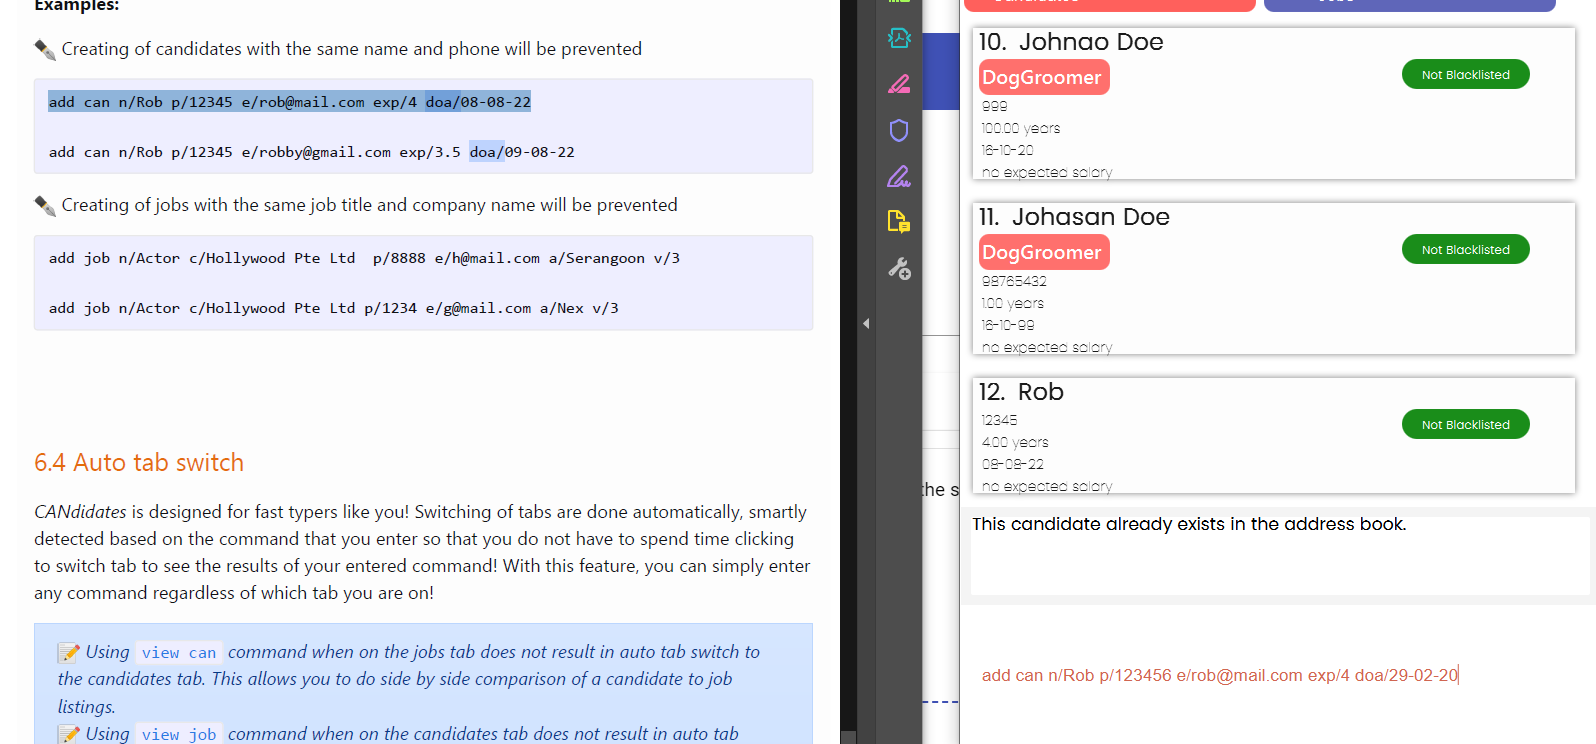 Examples:
Creating of candidates with the same name and phone will be prevented
add can n/Rob p/12345 e/rob@mail.com exp/4 doa/08-08-22
add can n/Rob p/12345 e/robby@gmail.com exp/3.5 doa/09-08-22
Creating of jobs with the same job title and company name will be prevented
add job n/Actor c/Hollywood Pte Ltd  p/8888 e/h@mail.com a/Serangoon v/3
add job n/Actor c/Hollywood Pte Ltd p/1234 e/g@mail.com a/Nex v/3
6.4 Auto tab switch
CANdidates is designed for fast typers like you! Switching of tabs are done automatically, smartly
detected based on the command that you enter so that you do not have to spend time clicking
to switch tab to see the results of your entered command! With this feature, you can simply enter
any command regardless of which tab you are on!
Using view can command when on the jobs tab does not result in auto tab switch to
the candidates tab. This allows you to do side by side comparison of a candidate to job
listings.
Using view job command when on the candidates tab does not result in auto tab
the s
10. Johnao Doe
DogGroomer
Not Blacklisted
999
100.00 years
16-10-20
no expected salary
11. Johasan Doe
DogGroomer
Not Blacklisted
98765432
1.00 years
16-10-99
no expected salary
12. Rob
Not Blacklisted
12345
4.00 years
08-08-22
no expected salary
This candidate already exists in the address book.
add can n/Rob p/123456 e/rob@mail.com exp/4 doa/29-02-20